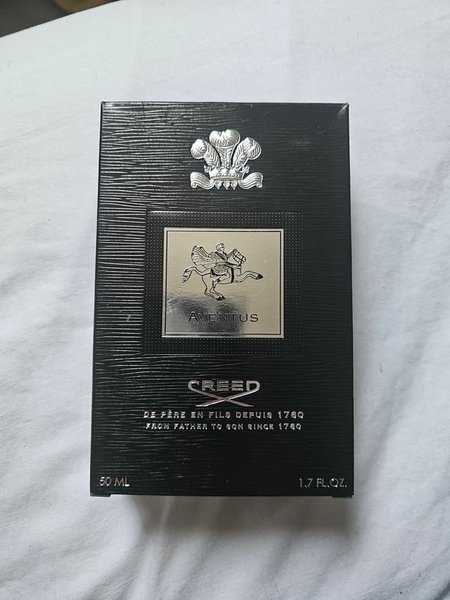 AVENTUS
CREED
DE PÈRE EN FILS DEPUIS 1760
FROM FATHER TO SON SINCE 1760
50 ML 1.7 FL.OZ.